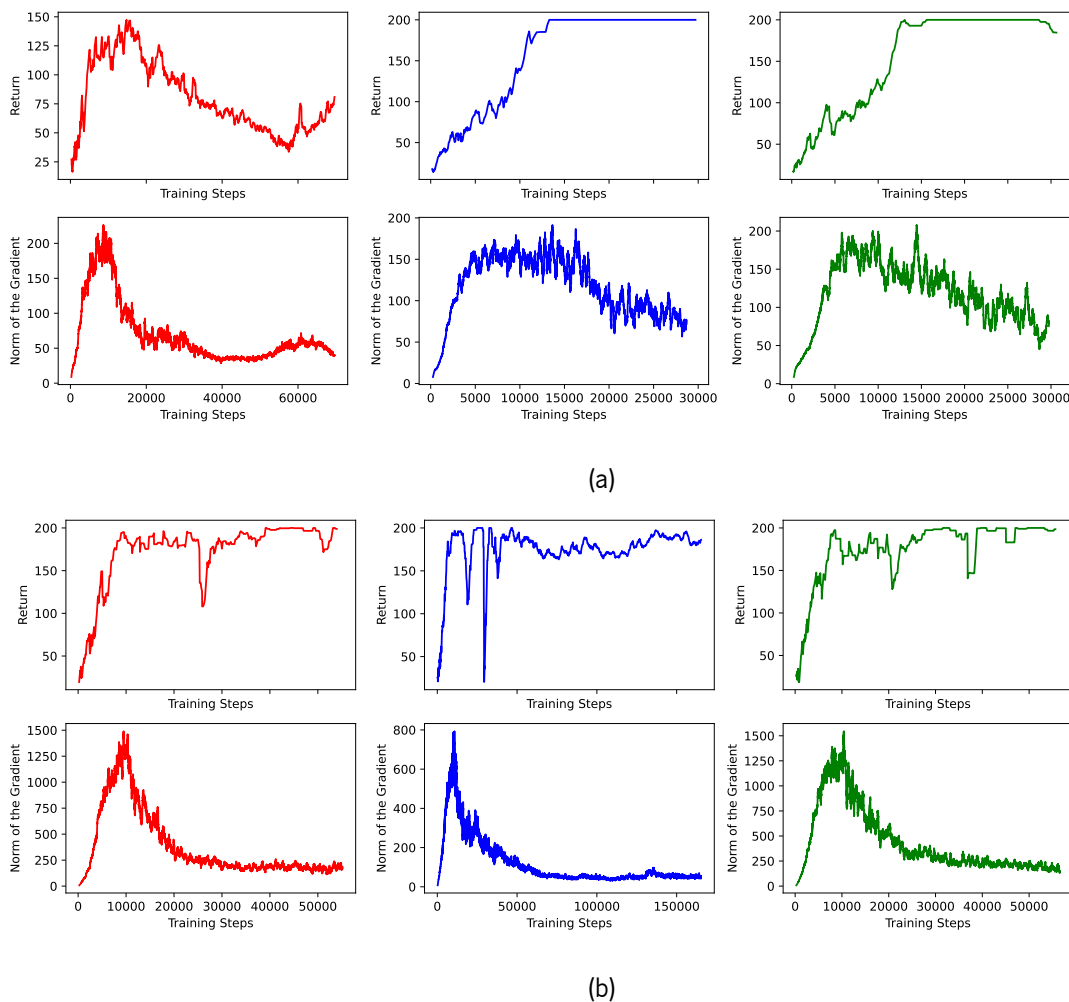 150
125
100
75
50
25
Return
Training Steps
200
150
100
50
Return
Training Steps
200
150
100
50
Return
Training Steps
200
150
100
50
0
Norm of the Gradient
0 20000 40000 60000
Training Steps
200
150
100
50
0
Norm of the Gradient
0 5000 10000 15000 20000 25000 30000
Training Steps
200
150
100
50
0
Norm of the Gradient
0 5000 10000 15000 20000 25000 30000
Training Steps
(a)
200
150
100
50
Return
Training Steps
200
150
100
50
Return
Training Steps
200
150
100
50
Return
Training Steps
1500
1250
1000
750
500
250
0
Norm of the Gradient
0 10000 20000 30000 40000 50000
Training Steps
800
600
400
200
0
Norm of the Gradient
0 50000 100000 150000
Training Steps
1500
1250
1000
750
500
250
0
Norm of the Gradient
0 10000 20000 30000 40000 50000
Training Steps
(b)